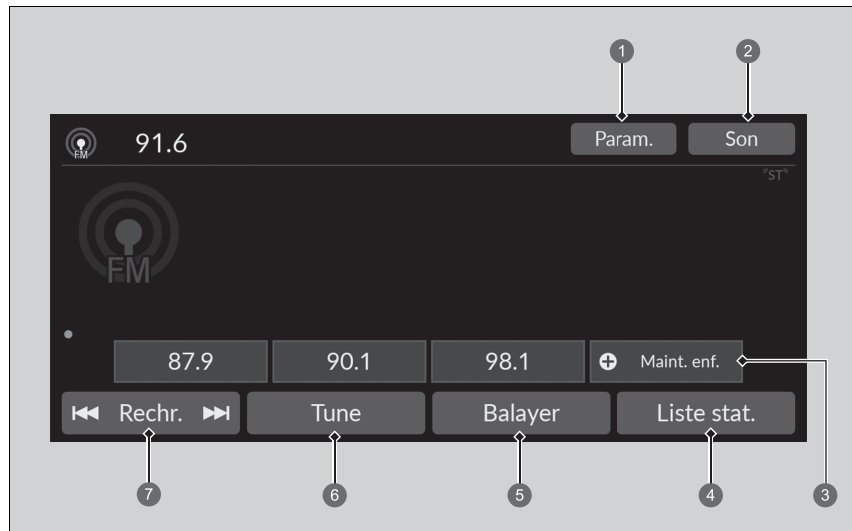 1 2
FM 91.6 Param. Son
"ST"
FM
87.9 90.1 98.1 Maint. enf.
Rechr. Tune Balayer Liste stat.
7 6 5 4 3